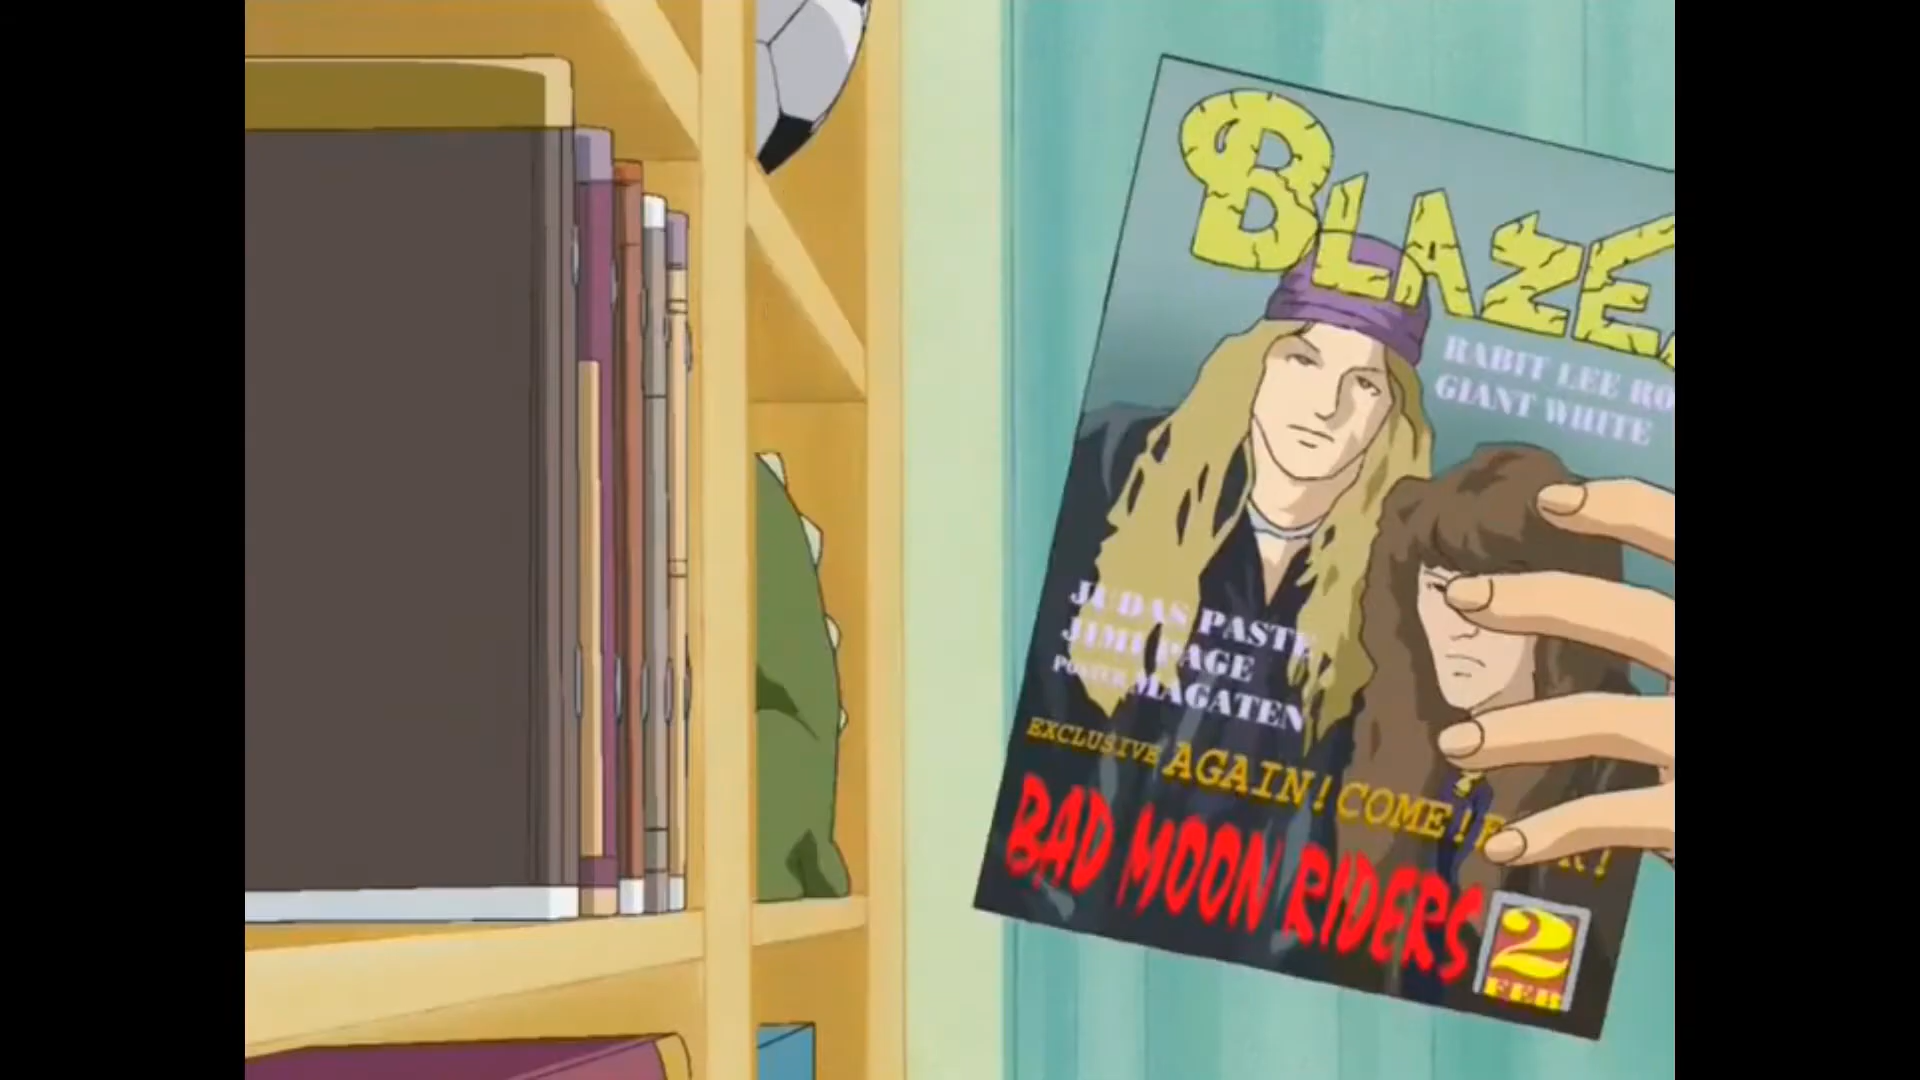 BLAZE
RABIT LEE RO
GIANT WHITE
JUDAS PASTE
JIMI PAGE
POSTER MAGATEN
EXCLUSIVE AGAIN! COME!
BAD MOON RIDERS
2
FEB